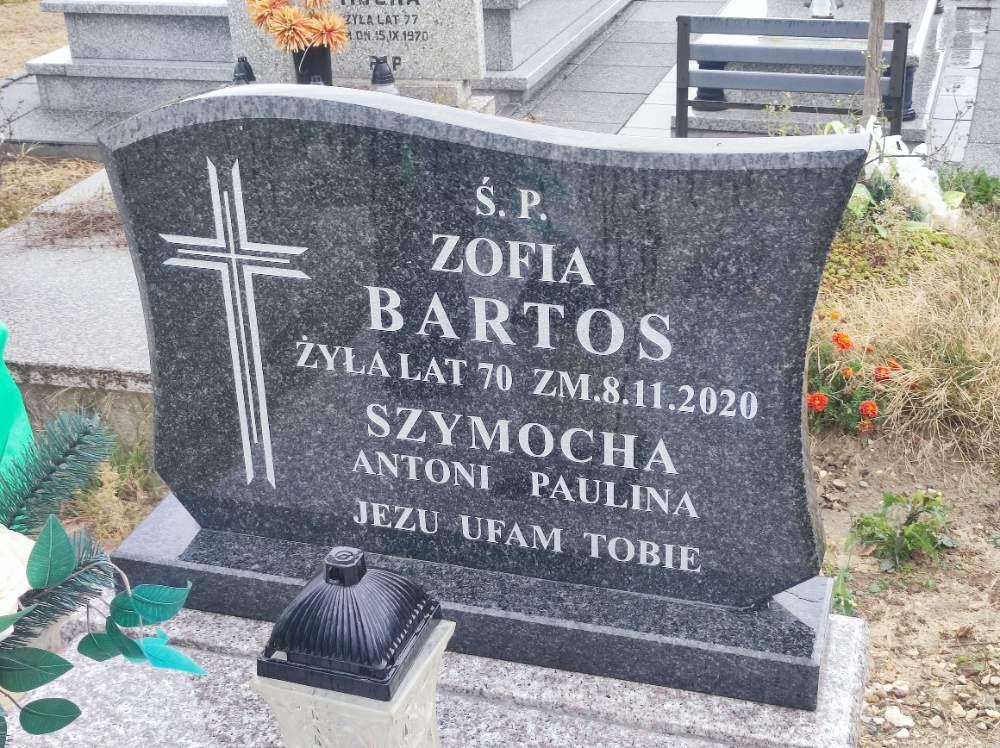 ŻYŁA LAT 77
15.IX 1970
Ś. P.
ZOFIA
BARTOS
ŻYŁA LAT 70 ZM.8.11.2020
SZYMOCHA
ANTONI PAULINA
JEZU UFAM TOBIE